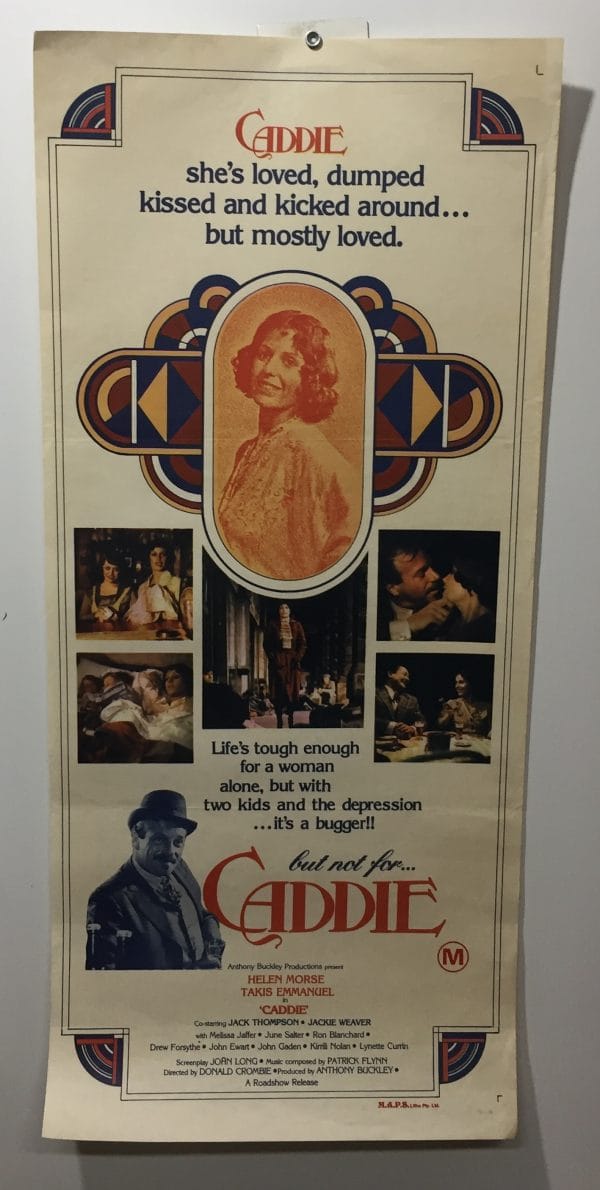 CADDIE
she's loved, dumped
kissed and kicked around...
but mostly loved.
Life's tough enough
for a woman
alone, but with
two kids and the depression
...it's a bugger!!
but not for...
CADDIE
M
Anthony Buckley Productions present
HELEN MORSE
TAKIS EMMANUEL
in
'CADDIE'
Co-starring JACK THOMPSON • JACKIE WEAVER
with Melissa Jaffer • June Salter • Ron Blanchard •
Drew Forsythe • John Ewart • John Gaden • Kirrili Nolan • Lynette Currin
Screenplay JOAN LONG • Music composed by PATRICK FLYNN
Directed by DONALD CROMBIE • Produced by ANTHONY BUCKLEY •
A Roadshow Release
M.A.P.S. Litho Pty. Ltd.